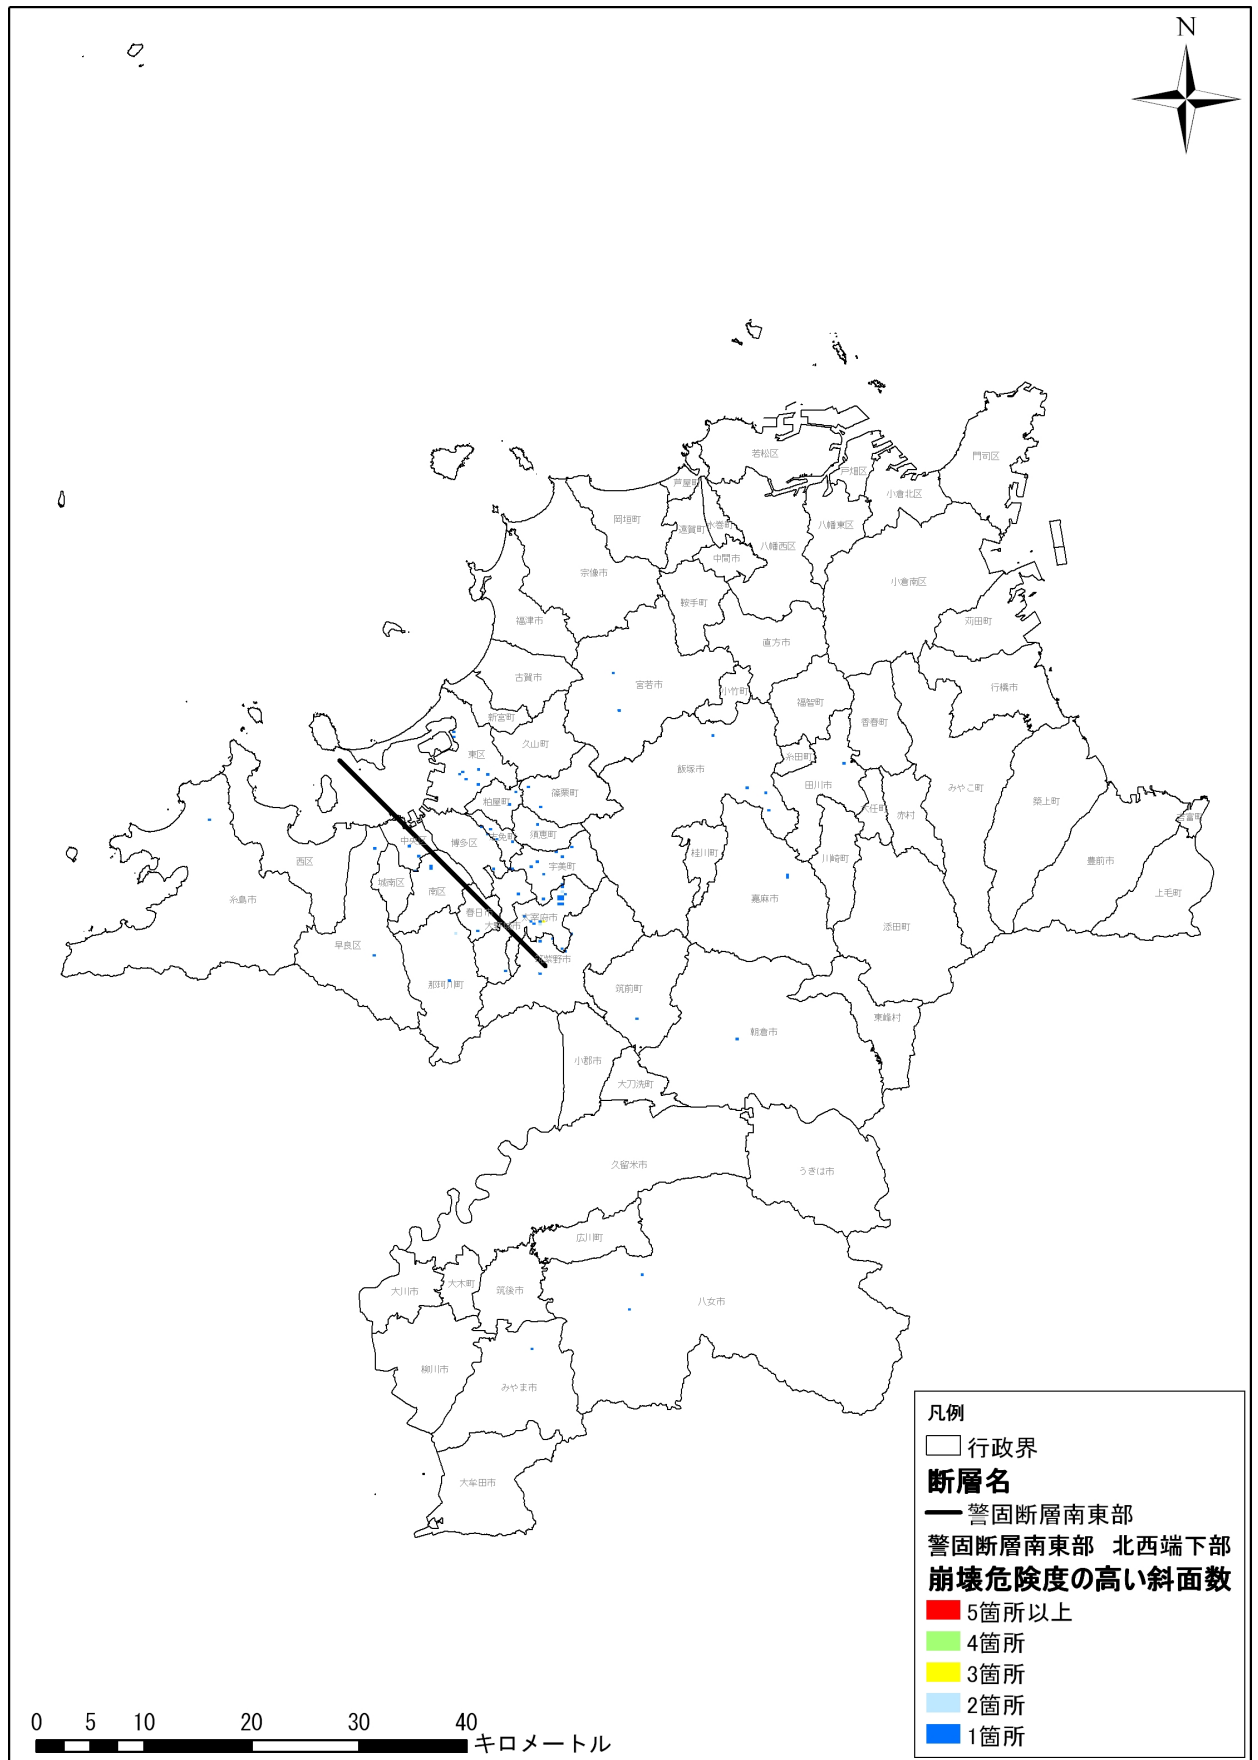 N
若松区
戸畑区
門司区
小倉北区
芦屋町
岡垣町
遠賀町
水巻町
八幡西区
八幡東区
中間市
宗像市
小倉南区
鞍手町
福津市
苅田町
直方市
古賀市
宮若市
小竹町
福智町
行橋市
香春町
新宮町
久山町
東区
糸田町
飯塚市
田川市
みやこ町
築上町
篠栗町
粕屋町
大任町
赤村
吉富町
須恵町
志免町
博多区
中央区
西区
桂川町
川崎町
豊前市
宇美町
城南区
南区
嘉麻市
上毛町
糸島市
春日市
太宰府市
大野城市
添田町
早良区
筑紫野市
那珂川町
筑前町
東峰村
朝倉市
小郡市
大刀洗町
久留米市
うきは市
広川町
大川市
大木町
筑後市
八女市
柳川市
みやま市
大牟田市
凡例
行政界
断層名
警固断層南東部
警固断層南東部 北西端下部
崩壊危険度の高い斜面数
5箇所以上
4箇所
3箇所
2箇所
1箇所
0 5 10 20 30 40
キロメートル